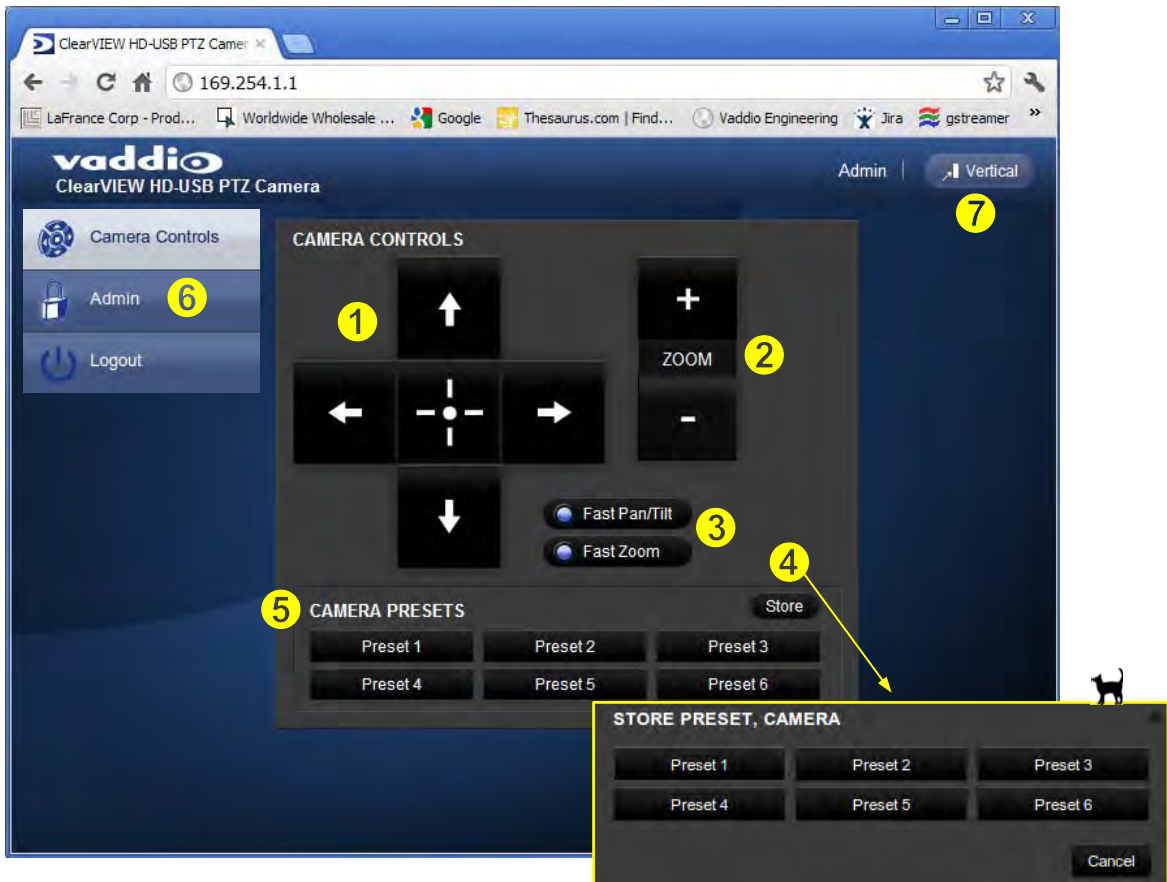 ClearVIEW HD-USB PTZ Camer
169.254.1.1
LaFrance Corp - Prod... Worldwide Wholesale ... Google Thesaurus.com | Find... Vaddio Engineering Jira gstreamer »
vaddio
ClearVIEW HD-USB PTZ Camera
Admin | Vertical
7
Camera Controls
Admin 6
Logout
CAMERA CONTROLS
1
+
ZOOM 2
-
Fast Pan/Tilt
3
Fast Zoom
4
5 CAMERA PRESETS Store
Preset 1 Preset 2 Preset 3
Preset 4 Preset 5 Preset 6
STORE PRESET, CAMERA
Preset 1 Preset 2 Preset 3
Preset 4 Preset 5 Preset 6
Cancel